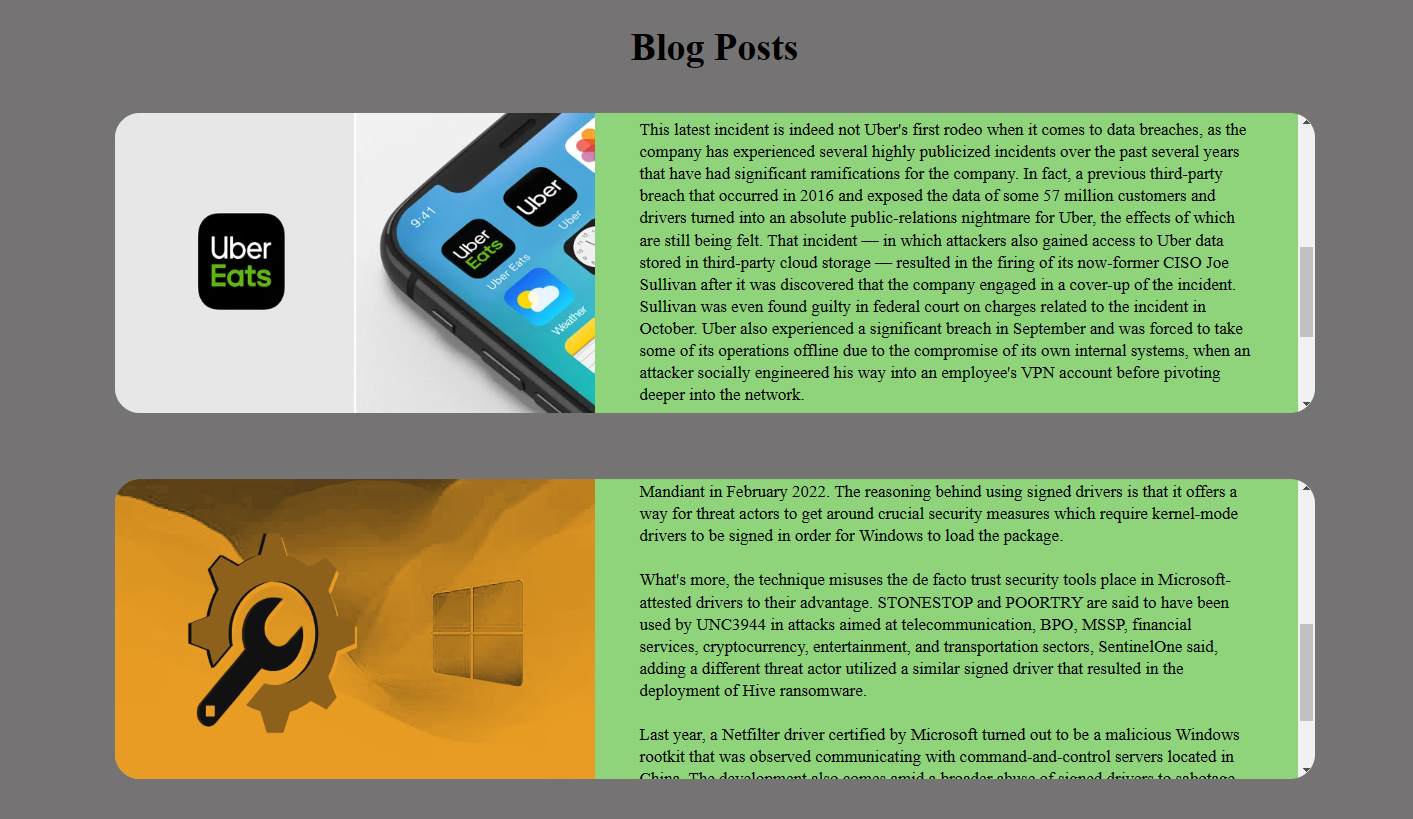 Blog Posts
Uber
Eats
9:41
Uber
Uber
Uber
Eats
Uber Eats
Weather
This latest incident is indeed not Uber's first rodeo when it comes to data breaches, as the
company has experienced several highly publicized incidents over the past several years
that have had significant ramifications for the company. In fact, a previous third-party
breach that occurred in 2016 and exposed the data of some 57 million customers and
drivers turned into an absolute public-relations nightmare for Uber, the effects of which
are still being felt. That incident — in which attackers also gained access to Uber data
stored in third-party cloud storage — resulted in the firing of its now-former CISO Joe
Sullivan after it was discovered that the company engaged in a cover-up of the incident.
Sullivan was even found guilty in federal court on charges related to the incident in
October. Uber also experienced a significant breach in September and was forced to take
some of its operations offline due to the compromise of its own internal systems, when an
attacker socially engineered his way into an employee's VPN account before pivoting
deeper into the network.
Mandiant in February 2022. The reasoning behind using signed drivers is that it offers a
way for threat actors to get around crucial security measures which require kernel-mode
drivers to be signed in order for Windows to load the package.
What's more, the technique misuses the de facto trust security tools place in Microsoft-
attested drivers to their advantage. STONESTOP and POORTRY are said to have been
used by UNC3944 in attacks aimed at telecommunication, BPO, MSSP, financial
services, cryptocurrency, entertainment, and transportation sectors, SentinelOne said,
adding a different threat actor utilized a similar signed driver that resulted in the
deployment of Hive ransomware.
Last year, a Netfilter driver certified by Microsoft turned out to be a malicious Windows
rootkit that was observed communicating with command-and-control servers located in
China. The development also comes amid a broader abuse of signed drivers to sabotage